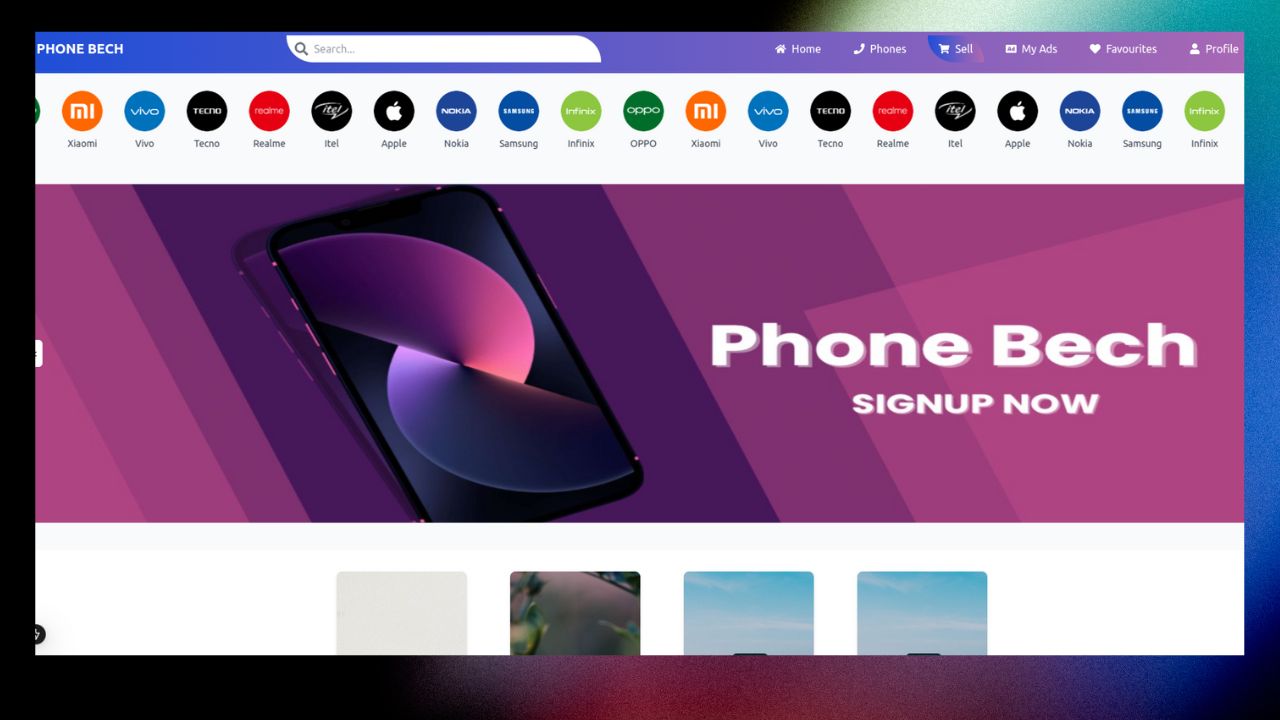 PHONE BECH
Search...
Home
Phones
Sell
Ad
My Ads
Favourites
Profile
mi vivo TECNO realme itel NOKIA SAMSUNG Infinix oppo mi vivo TECNO realme itel NOKIA SAMSUNG Infinix
Xiaomi Vivo Tecno Realme Itel Apple Nokia Samsung Infinix OPPO Xiaomi Vivo Tecno Realme Itel Apple Nokia Samsung Infinix
Phone Bech
SIGNUP NOW